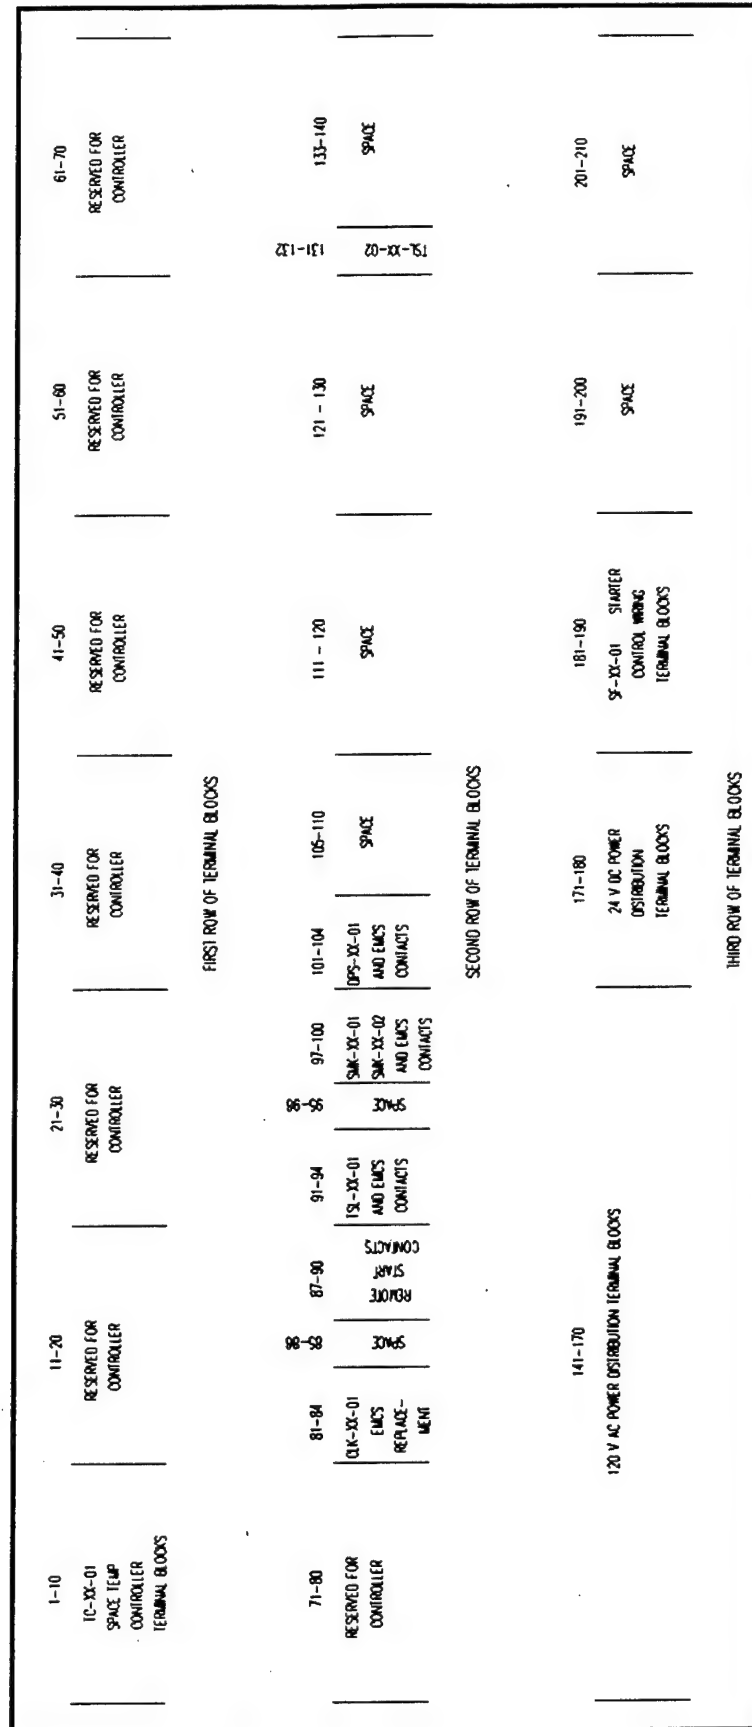 1-10
TC-XX-01
SPACE TEMP
CONTROLLER
TERMINAL BLOCKS
11-20
RESERVED FOR
CONTROLLER
21-30
RESERVED FOR
CONTROLLER
31-40
RESERVED FOR
CONTROLLER
41-50
RESERVED FOR
CONTROLLER
51-60
RESERVED FOR
CONTROLLER
61-70
RESERVED FOR
CONTROLLER
FIRST ROW OF TERMINAL BLOCKS
71-80
RESERVED FOR
CONTROLLER
81-84
CLK-XX-01
EMCS
REPLACE-
MENT
85-86
SPACE
87-90
REMOTE
START
CONTACTS
91-94
TSL-XX-01
AND EMCS
CONTACTS
95-96
SPACE
97-100
SMK-XX-01
SMK-XX-02
AND EMCS
CONTACTS
101-104
DPS-XX-01
AND EMCS
CONTACTS
105-110
SPACE
111 - 120
SPACE
121 - 130
SPACE
131-132
TSL-XX-02
133-140
SPACE
SECOND ROW OF TERMINAL BLOCKS
141-170
120 V AC POWER DISTRIBUTION TERMINAL BLOCKS
171-180
24 V DC POWER
DISTRIBUTION
TERMINAL BLOCKS
181-190
SF-XX-01 STARTER
CONTROL WIRING
TERMINAL BLOCKS
191-200
SPACE
201-210
SPACE
THIRD ROW OF TERMINAL BLOCKS